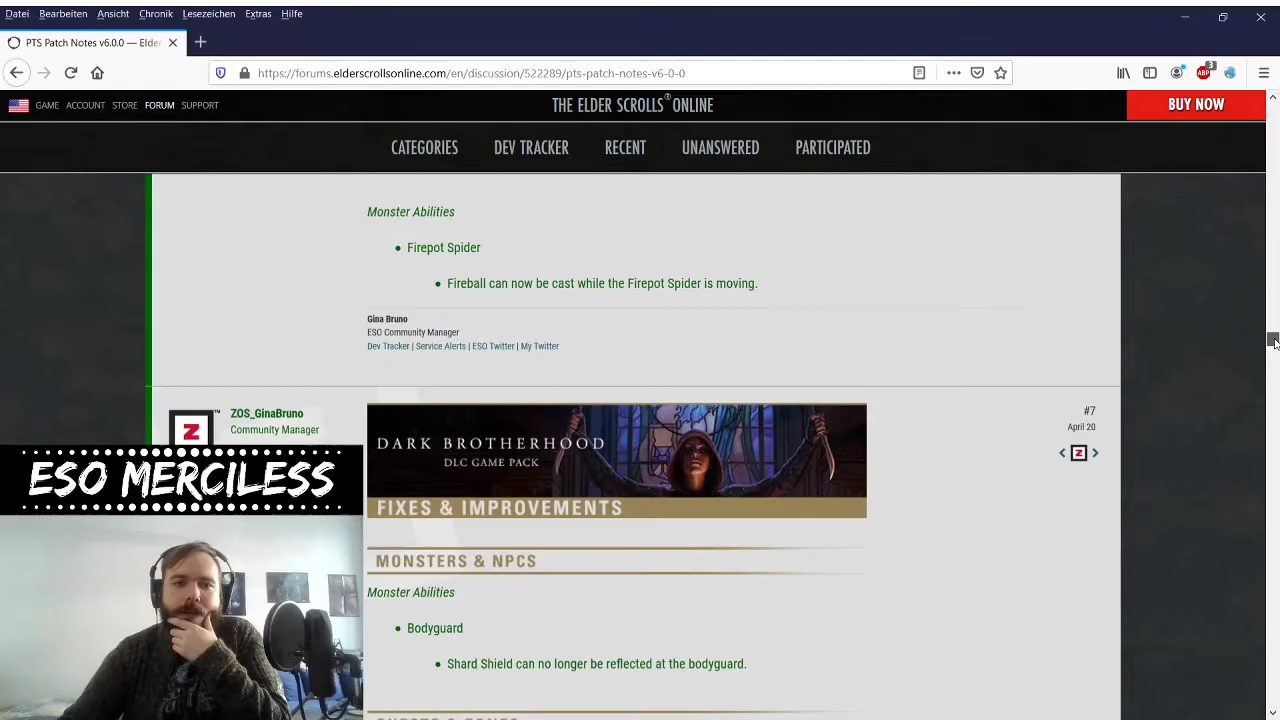 Datei Bearbeiten Ansicht Chronik Lesezeichen Extras Hilfe
PTS Patch Notes v6.0.0 — Elder
https://forums.elderscrollsonline.com/en/discussion/522289/pts-patch-notes-v6-0-0
ABP 3
GAME ACCOUNT STORE FORUM SUPPORT
THE ELDER SCROLLS® ONLINE
BUY NOW
CATEGORIES DEV TRACKER RECENT UNANSWERED PARTICIPATED
Monster Abilities
• Firepot Spider
• Fireball can now be cast while the Firepot Spider is moving.
Gina Bruno
ESO Community Manager
Dev Tracker | Service Alerts | ESO Twitter | My Twitter
Z ™
ZOS_GinaBruno
Community Manager
#7
April 20
< Z >
DARK BROTHERHOOD
DLC GAME PACK
FIXES & IMPROVEMENTS
ESO MERCILESS
MONSTERS & NPCS
Monster Abilities
• Bodyguard
• Shard Shield can no longer be reflected at the bodyguard.